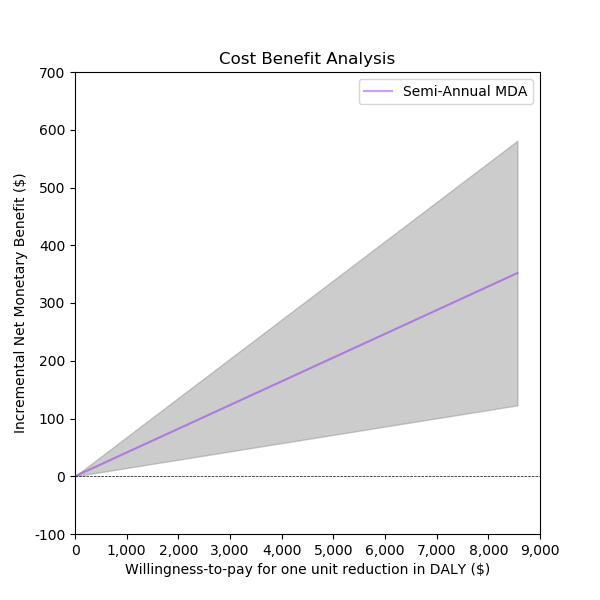 Cost Benefit Analysis
Semi-Annual MDA
700
600
500
400
300
200
100
0
-100
Incremental Net Monetary Benefit ($)
0 1,000 2,000 3,000 4,000 5,000 6,000 7,000 8,000 9,000
Willingness-to-pay for one unit reduction in DALY ($)